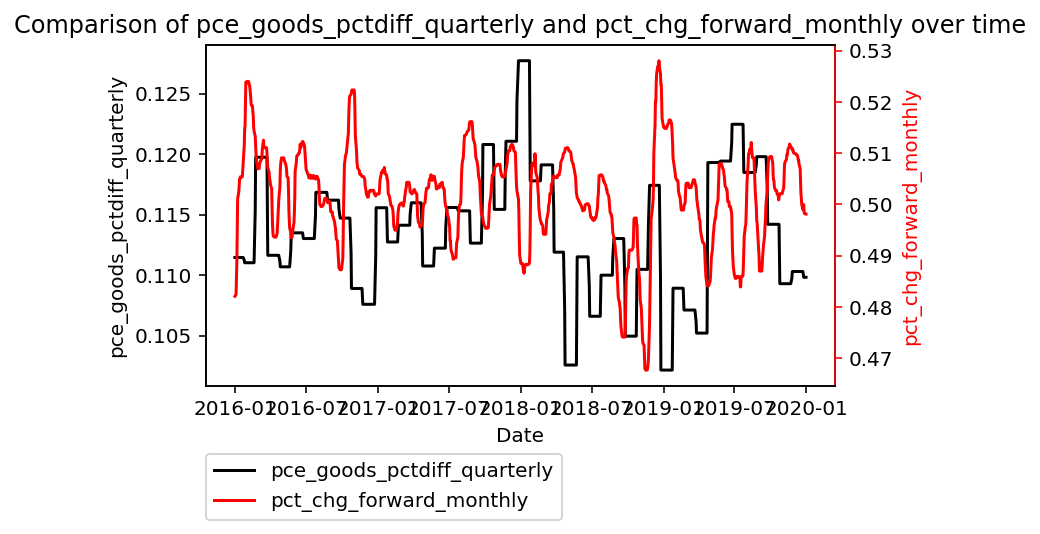 Comparison of pce_goods_pctdiff_quarterly and pct_chg_forward_monthly over time
pce_goods_pctdiff_quarterly
0.125
0.120
0.115
0.110
0.105
0.53
0.52
0.51
0.50
0.49
0.48
0.47
pct_chg_forward_monthly
2016-01 2016-07 2017-01 2017-07 2018-01 2018-07 2019-01 2019-07 2020-01
Date
pce_goods_pctdiff_quarterly
pct_chg_forward_monthly